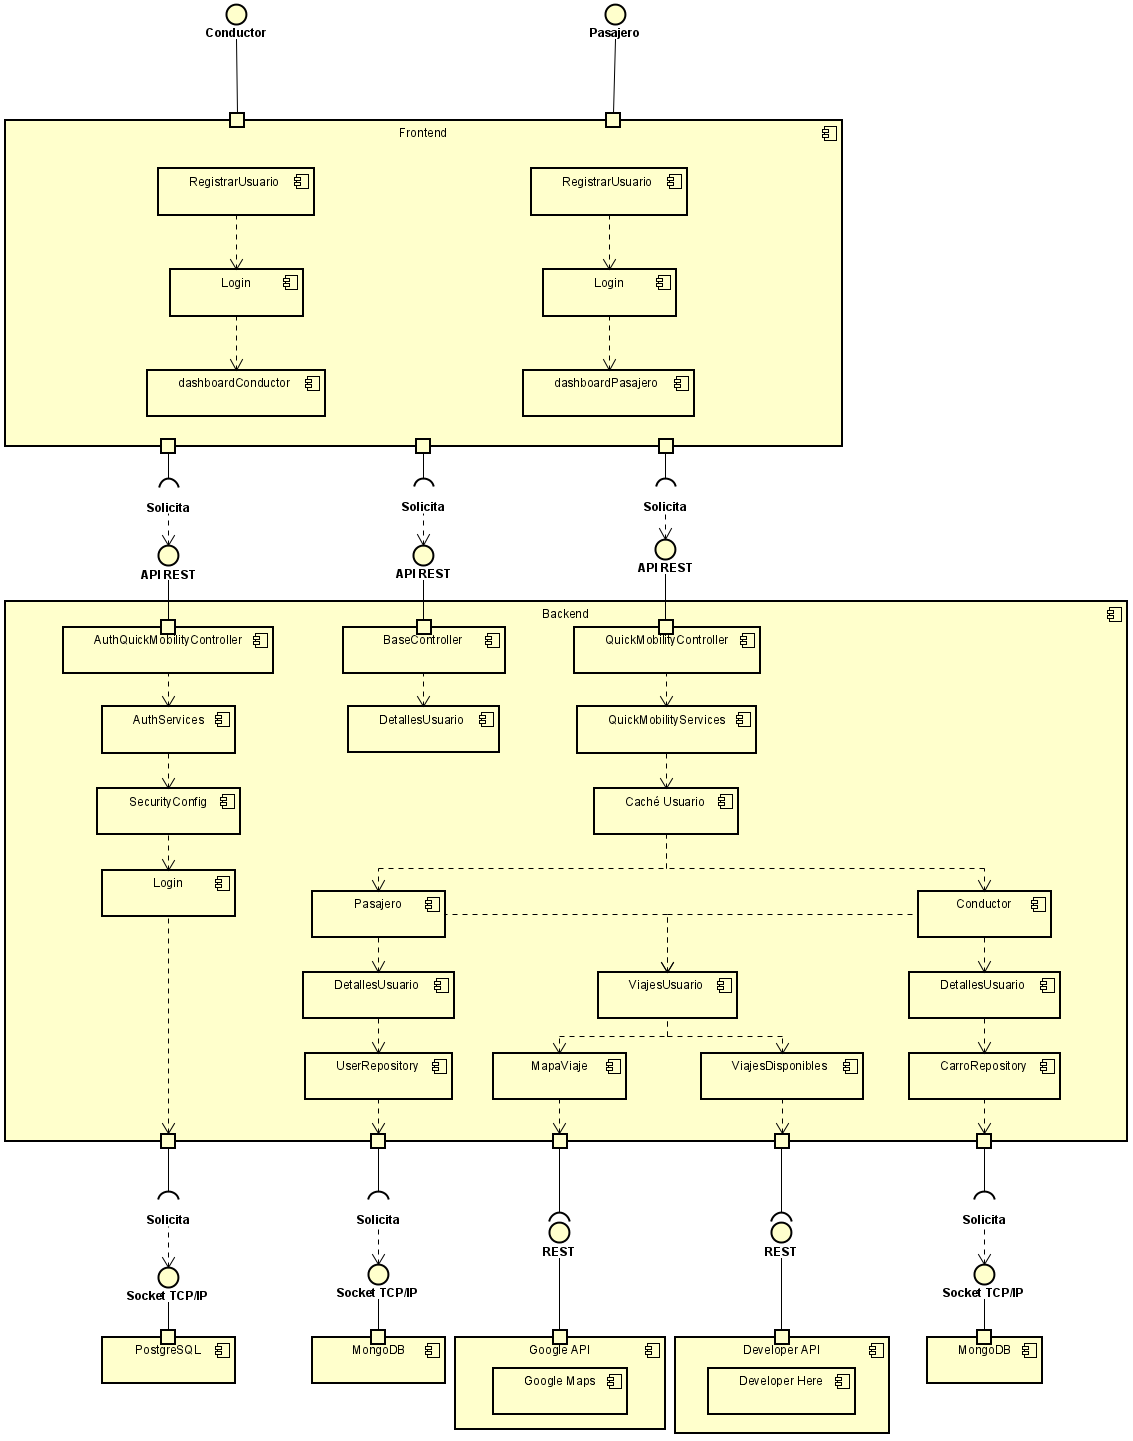 Conductor
Pasajero
Frontend
RegistrarUsuario
RegistrarUsuario
Login
Login
dashboardConductor
dashboardPasajero
Solicita
Solicita
Solicita
API REST
API REST
API REST
Backend
AuthQuickMobilityController
BaseController
QuickMobilityController
AuthServices
DetallesUsuario
QuickMobilityServices
SecurityConfig
Caché Usuario
Login
Pasajero
Conductor
DetallesUsuario
ViajesUsuario
DetallesUsuario
UserRepository
MapaViaje
ViajesDisponibles
CarroRepository
Solicita
Solicita
Solicita
REST
REST
Socket TCP/IP
Socket TCP/IP
Socket TCP/IP
PostgreSQL
MongoDB
Google API
Developer API
MongoDB
Google Maps
Developer Here